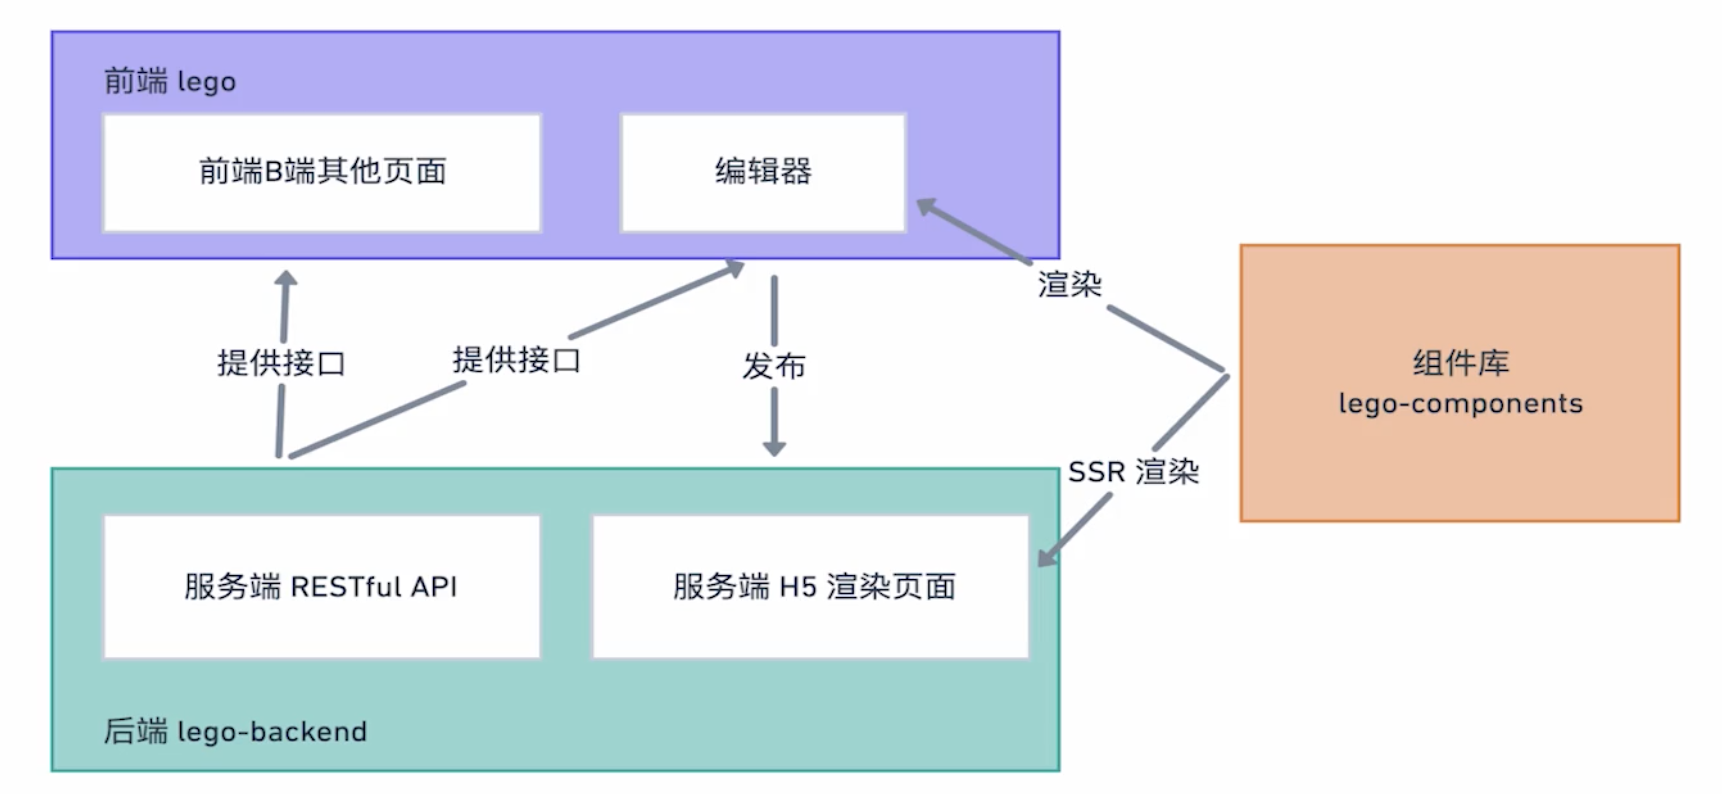 前端 lego
前端B端其他页面
编辑器
渲染
提供接口
提供接口
发布
组件库
lego-components
SSR 渲染
服务端 RESTful API
服务端 H5 渲染页面
后端 lego-backend